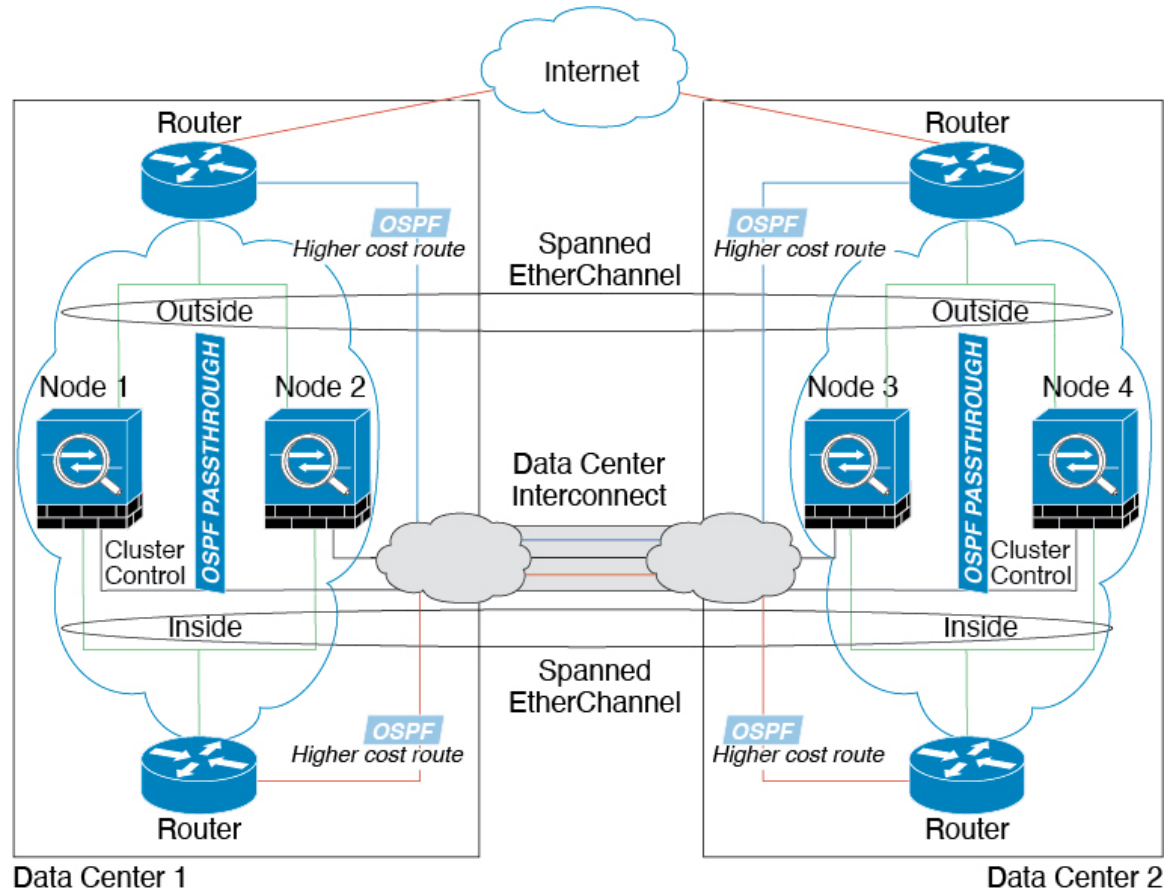 Internet
Router
Router
OSPF
Higher cost route
Spanned
EtherChannel
OSPF
Higher cost route
Outside
Outside
Node 1
OSPF PASSTHROUGH
Node 2
Node 3
OSPF PASSTHROUGH
Node 4
Data Center
Interconnect
Cluster
Control
Cluster
Control
Inside
Inside
Spanned
EtherChannel
OSPF
Higher cost route
OSPF
Higher cost route
Router
Router
Data Center 1
Data Center 2